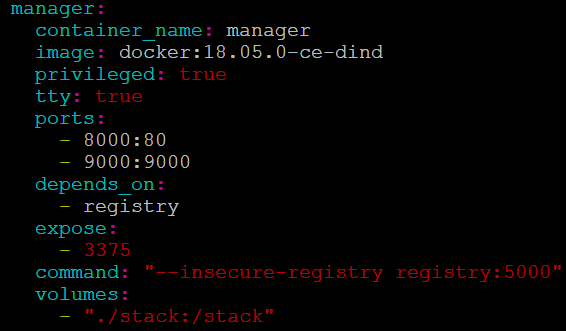 manager:
  container_name: manager
  image: docker:18.05.0-ce-dind
  privileged: true
  tty: true
  ports:
    - 8000:80
    - 9000:9000
  depends_on:
    - registry
  expose:
    - 3375
  command: "--insecure-registry registry:5000"
  volumes:
    - "./stack:/stack"